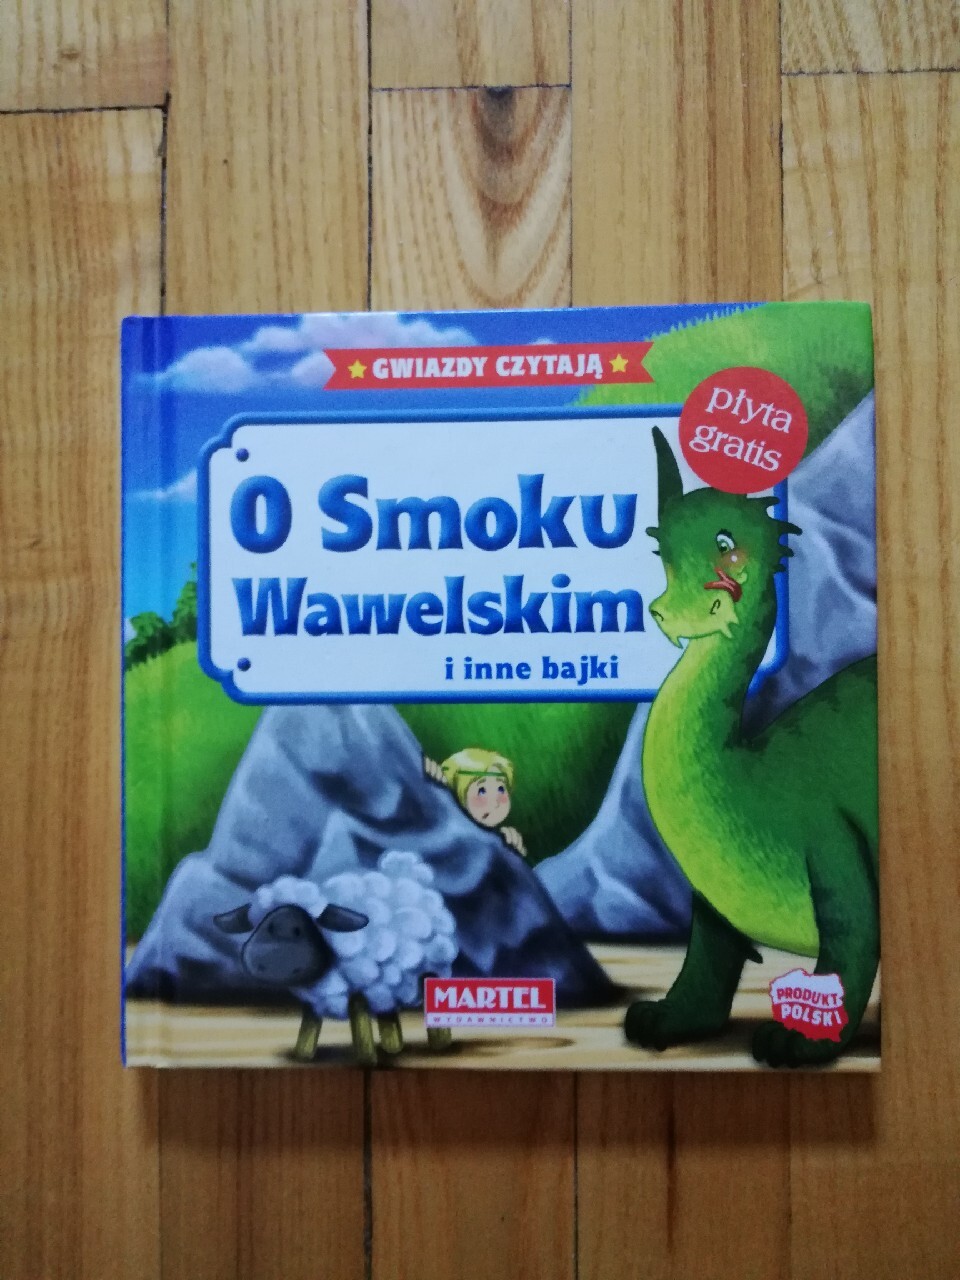 GWIAZDY CZYTAJĄ
płyta
gratis
O Smoku
Wawelskim
i inne bajki
MARTEL
WYDAWNICTWO
PRODUKT
POLSKI